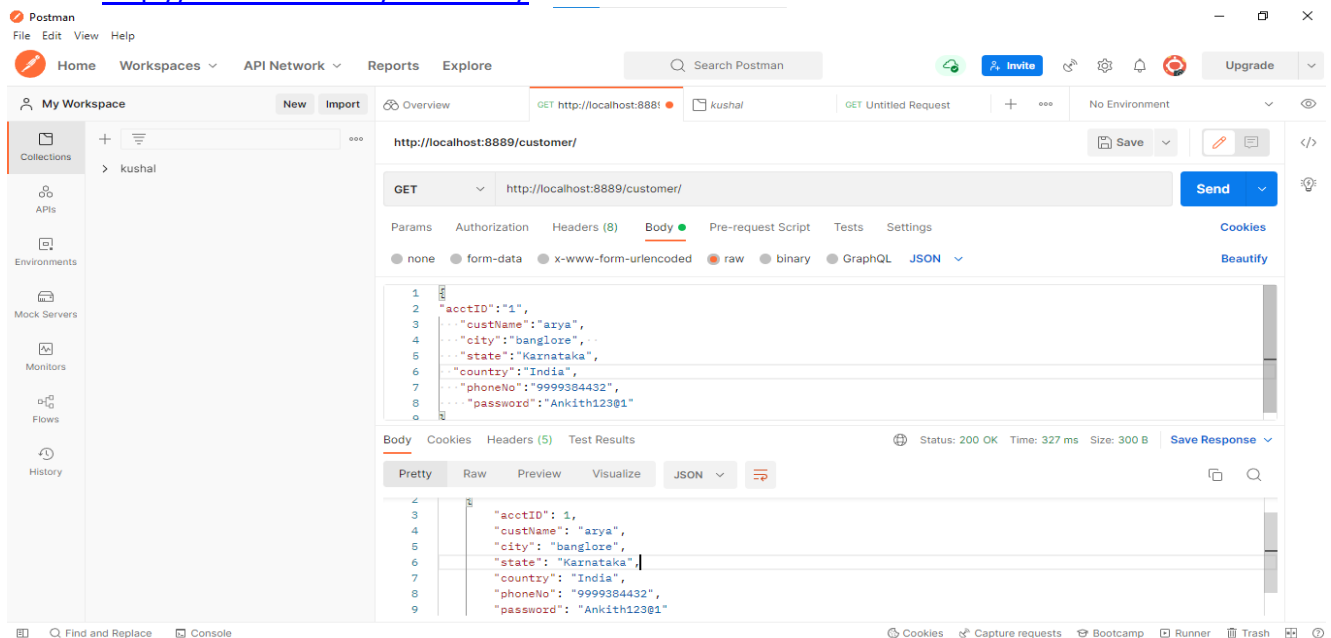 Postman
File Edit View Help
Home Workspaces API Network Reports Explore Search Postman Invite Upgrade
My Workspace New Import Overview GET http://localhost:888 kushal GET Untitled Request No Environment
Collections
kushal
APIs
Environments
Mock Servers
Monitors
Flows
History
http://localhost:8889/customer/ Save
GET http://localhost:8889/customer/ Send
Params Authorization Headers (8) Body Pre-request Script Tests Settings Cookies
none form-data x-www-form-urlencoded raw binary GraphQL JSON Beautify
1 {
2 "acctID":"1",
3 "custName":"arya",
4 "city":"banglore",
5 "state":"Karnataka",
6 "country":"India",
7 "phoneNo":"9999384432",
8 "password":"Ankith123@1"
9 }
Body Cookies Headers (5) Test Results Status: 200 OK Time: 327 ms Size: 300 B Save Response
Pretty Raw Preview Visualize JSON
2 {
3 "acctID": 1,
4 "custName": "arya",
5 "city": "banglore",
6 "state": "Karnataka",
7 "country": "India",
8 "phoneNo": "9999384432",
9 "password": "Ankith123@1"
Find and Replace Console Cookies Capture requests Bootcamp Runner Trash